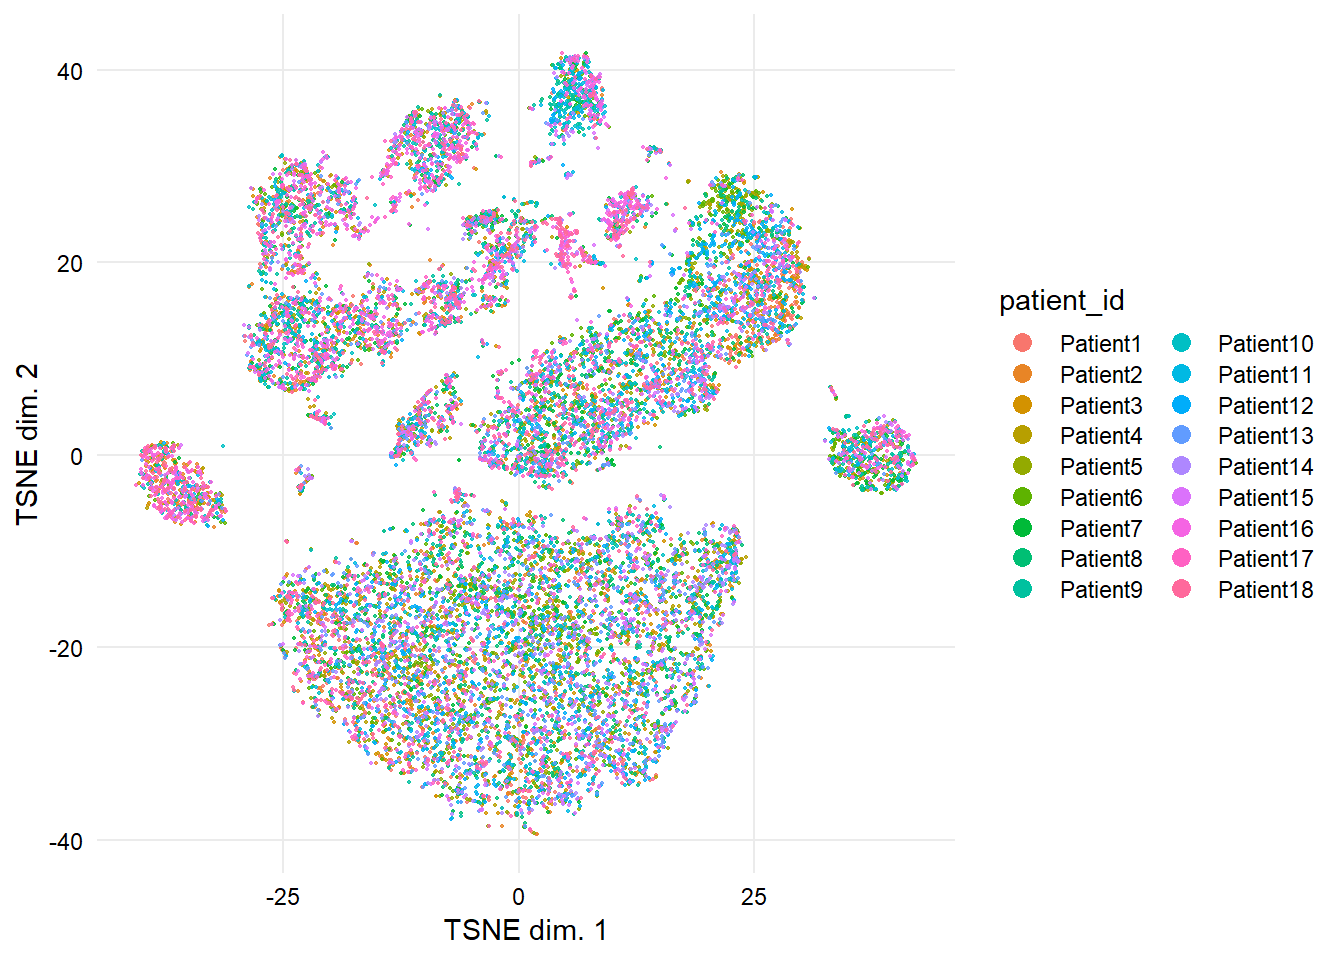 40
20
0
-20
-40
TSNE dim. 2
-25
0
25
TSNE dim. 1
patient_id
Patient1
Patient2
Patient3
Patient4
Patient5
Patient6
Patient7
Patient8
Patient9
Patient10
Patient11
Patient12
Patient13
Patient14
Patient15
Patient16
Patient17
Patient18